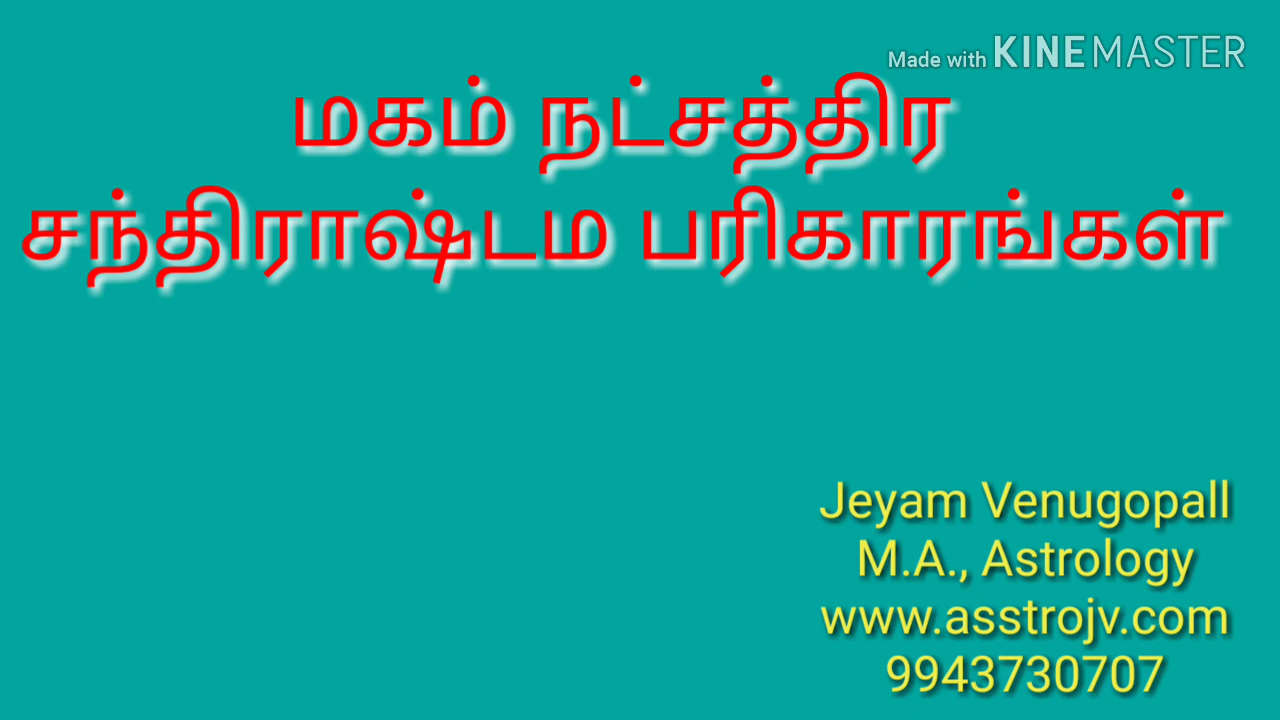 Made with KINEMASTER
மகம் நட்சத்திர
சந்திராஷ்டம பரிகாரங்கள்
Jeyam Venugopall
M.A., Astrology
www.asstrojv.com
9943730707